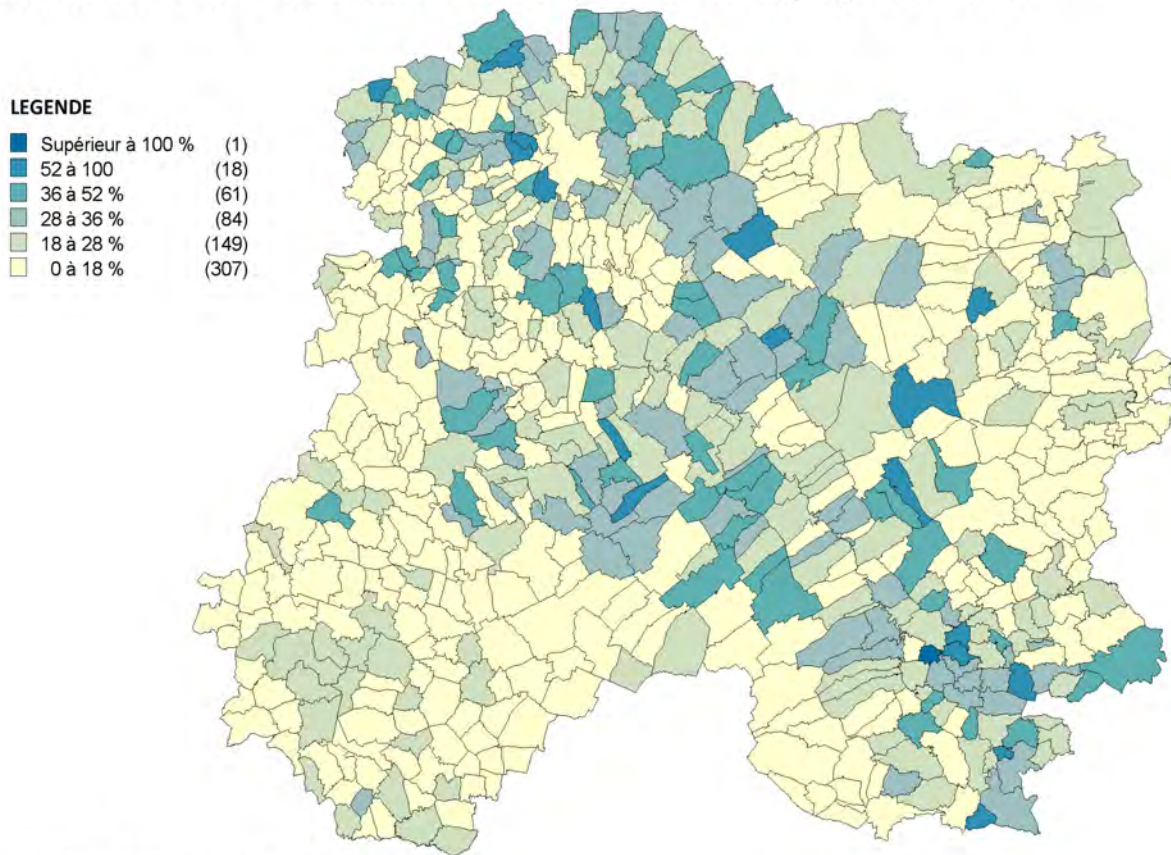 LEGENDE
Supérieur à 100 % (1)
52 à 100 (18)
36 à 52 % (61)
28 à 36 % (84)
18 à 28 % (149)
0 à 18 % (307)